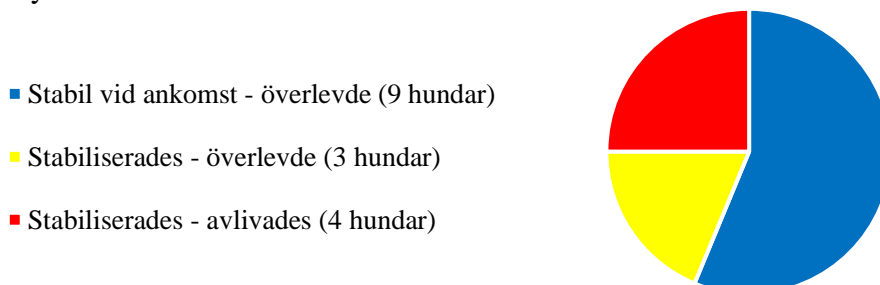 Stabil vid ankomst - överlevde (9 hundar)
Stabiliserades - överlevde (3 hundar)
Stabiliserades - avlivades (4 hundar)